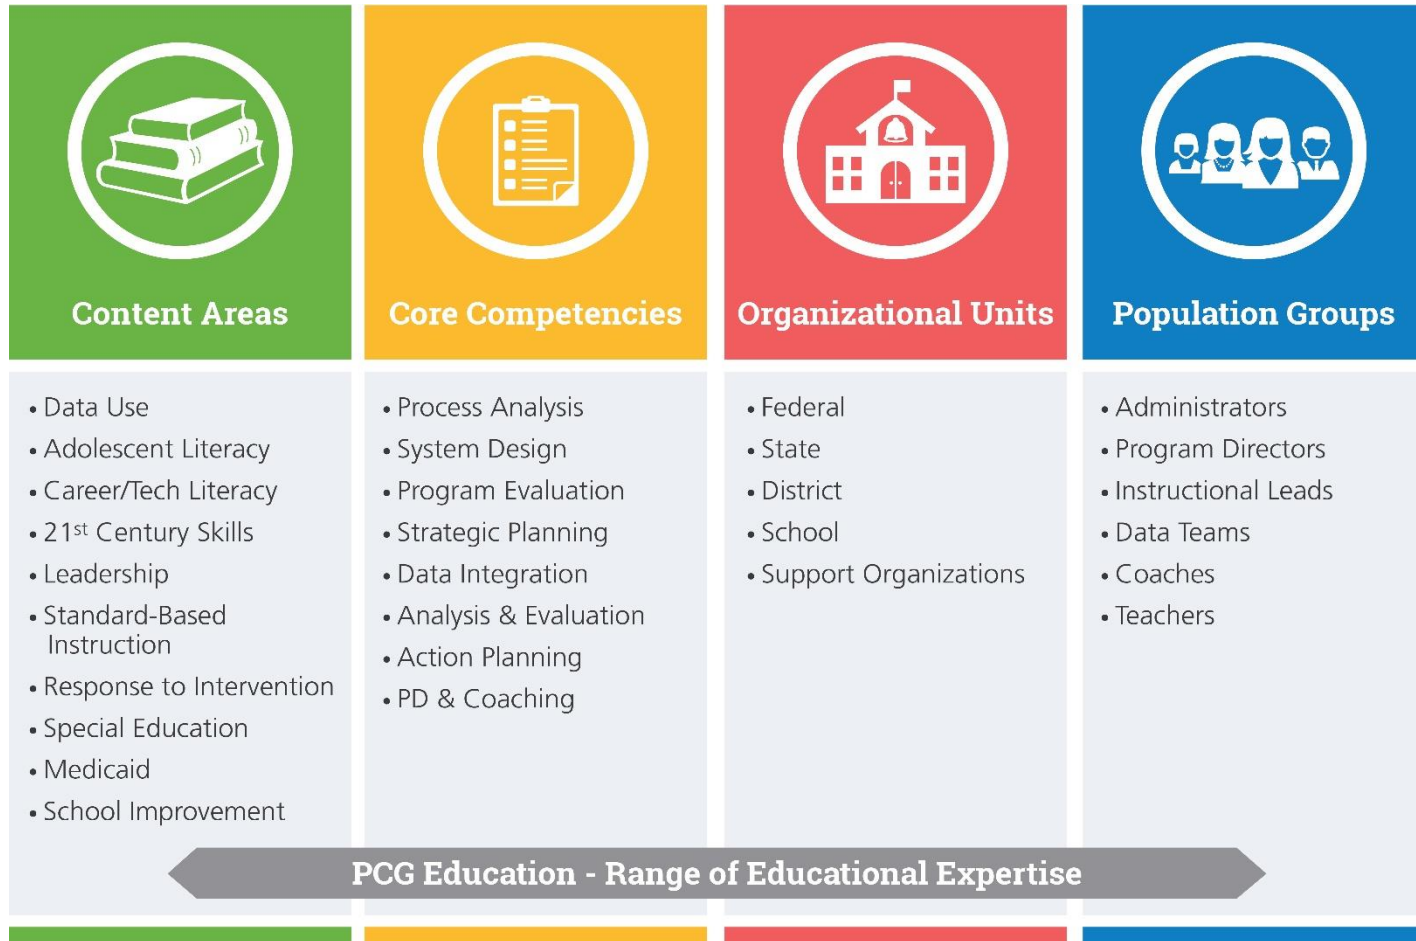 Content Areas
• Data Use
• Adolescent Literacy
• Career/Tech Literacy
• 21st Century Skills
• Leadership
• Standard-Based
Instruction
• Response to Intervention
• Special Education
• Medicaid
• School Improvement
Core Competencies
• Process Analysis
• System Design
• Program Evaluation
• Strategic Planning
• Data Integration
• Analysis & Evaluation
• Action Planning
• PD & Coaching
Organizational Units
• Federal
• State
• District
• School
• Support Organizations
Population Groups
• Administrators
• Program Directors
• Instructional Leads
• Data Teams
• Coaches
• Teachers
PCG Education - Range of Educational Expertise